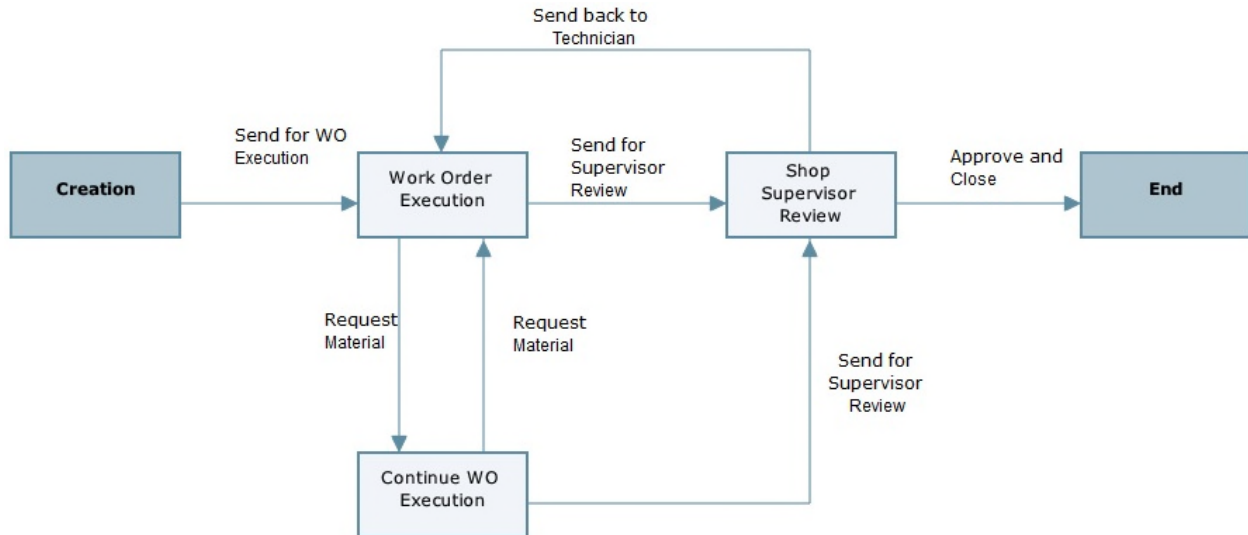 Send back to
Technician
Send for WO
Execution
Creation
Work Order
Execution
Send for
Supervisor
Review
Shop
Supervisor
Review
Approve and
Close
End
Request
Material
Request
Material
Send for
Supervisor
Review
Continue WO
Execution